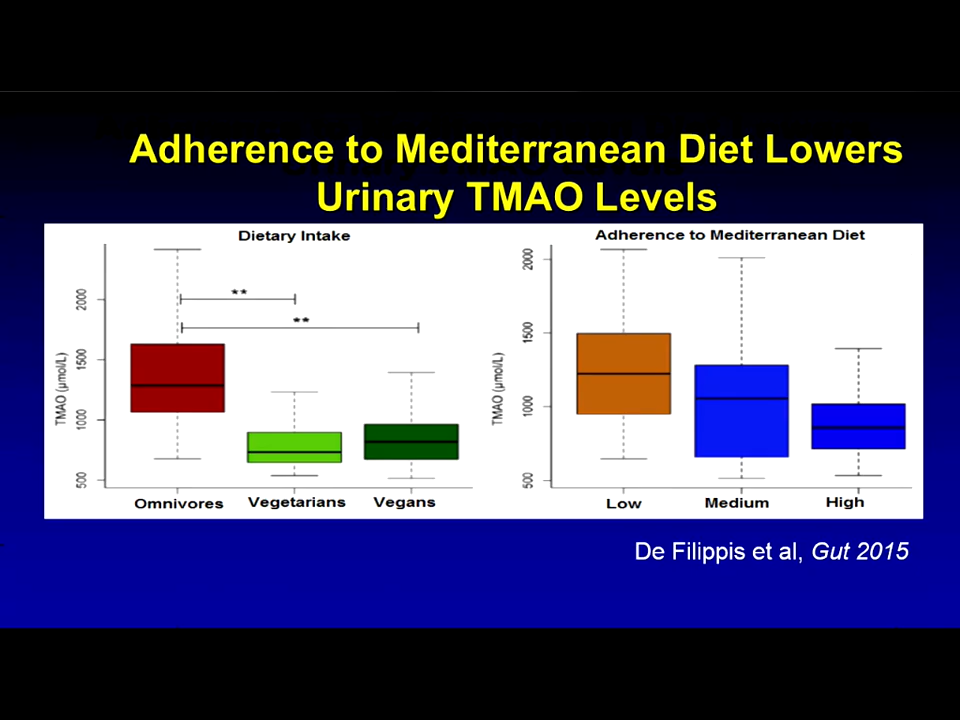 Adherence to Mediterranean Diet Lowers
Urinary TMAO Levels
Dietary Intake
TMAO (µmol/L)
2000
1500
1000
500
**
**
Omnivores Vegetarians Vegans
Adherence to Mediterranean Diet
TMAO (µmol/L)
2000
1500
1000
500
Low Medium High
De Filippis et al, Gut 2015